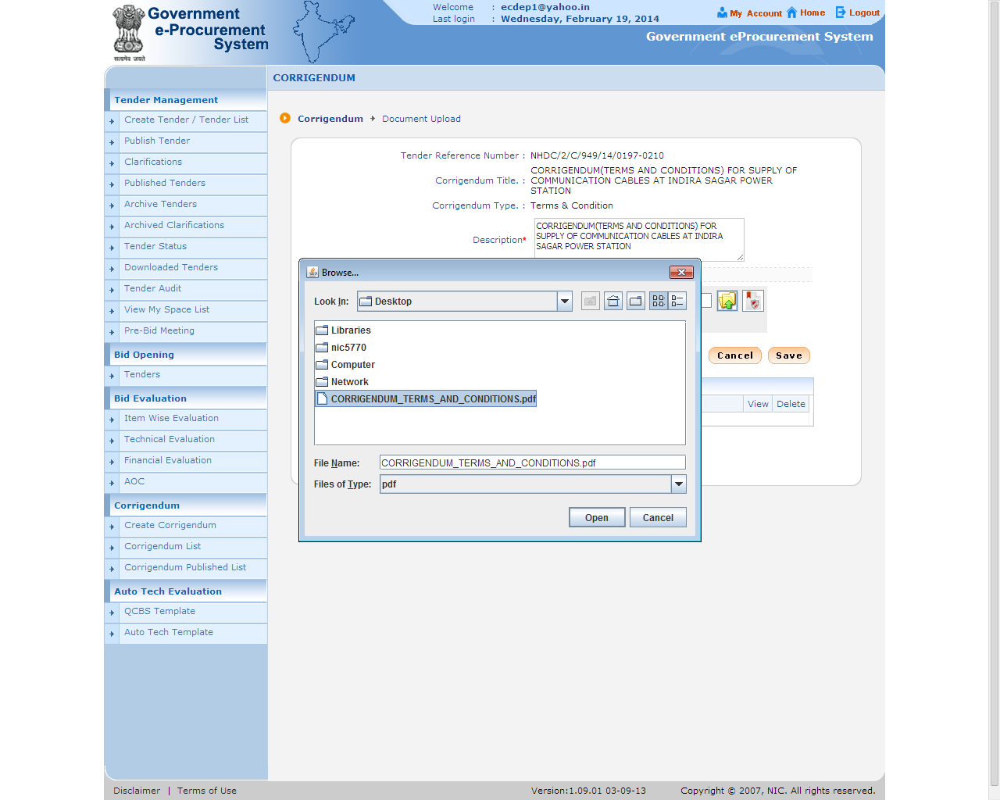 Government
e-Procurement
System
सत्यमेव जयते
Welcome : ecdep1@yahoo.in
Last login : Wednesday, February 19, 2014
My Account Home Logout
Government eProcurement System
CORRIGENDUM
Tender Management
Create Tender / Tender List
Publish Tender
Clarifications
Published Tenders
Archive Tenders
Archived Clarifications
Tender Status
Downloaded Tenders
Tender Audit
View My Space List
Pre-Bid Meeting
Bid Opening
Tenders
Bid Evaluation
Item Wise Evaluation
Technical Evaluation
Financial Evaluation
AOC
Corrigendum
Create Corrigendum
Corrigendum List
Corrigendum Published List
Auto Tech Evaluation
QCBS Template
Auto Tech Template
Corrigendum Document Upload
Tender Reference Number : NHDC/2/C/949/14/0197-0210
Corrigendum Title. : CORRIGENDUM(TERMS AND CONDITIONS) FOR SUPPLY OF
COMMUNICATION CABLES AT INDIRA SAGAR POWER
STATION
Corrigendum Type. : Terms & Condition
Description* CORRIGENDUM(TERMS AND CONDITIONS) FOR
SUPPLY OF COMMUNICATION CABLES AT INDIRA
SAGAR POWER STATION
Browse...
Look In: Desktop
Libraries
nic5770
Computer
Network
CORRIGENDUM_TERMS_AND_CONDITIONS.pdf
File Name: CORRIGENDUM_TERMS_AND_CONDITIONS.pdf
Files of Type: pdf
Open Cancel
Cancel Save
View Delete
Disclaimer | Terms of Use
Version:1.09.01 03-09-13
Copyright © 2007, NIC. All rights reserved.